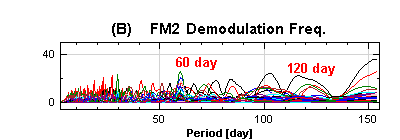 (B) FM2 Demodulation Freq.
40
60 day
120 day
0
50 100 150
Period [day]